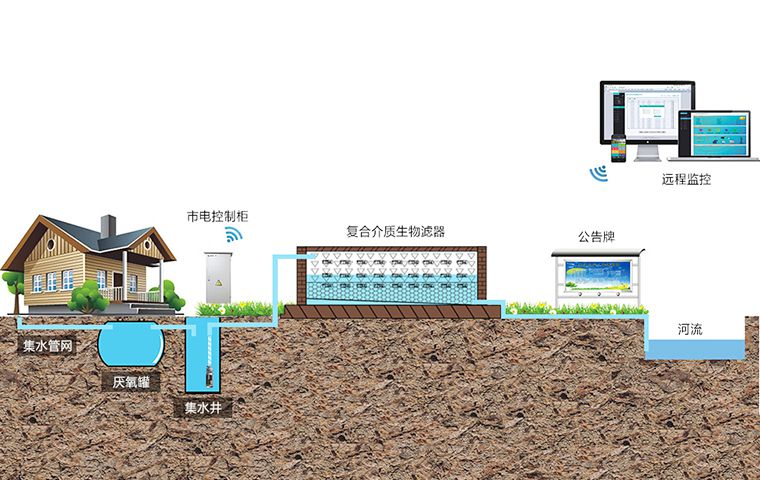 远程监控
市电控制柜
复合介质生物滤器
公告牌
集水管网
河流
厌氧罐
集水井